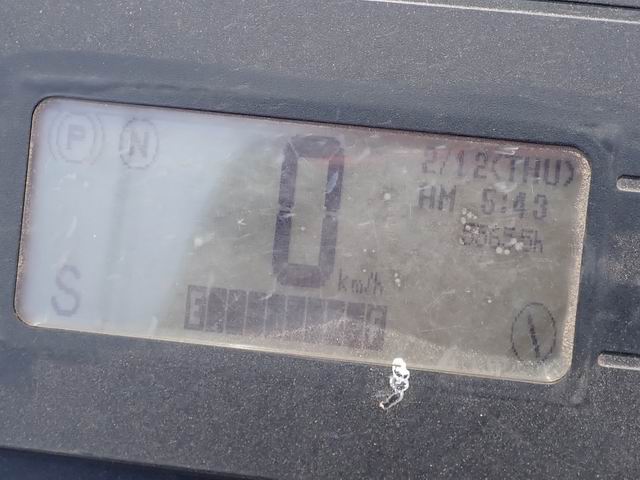 P N
2/12(THU)
AM 5:43
0
km/h
S
E